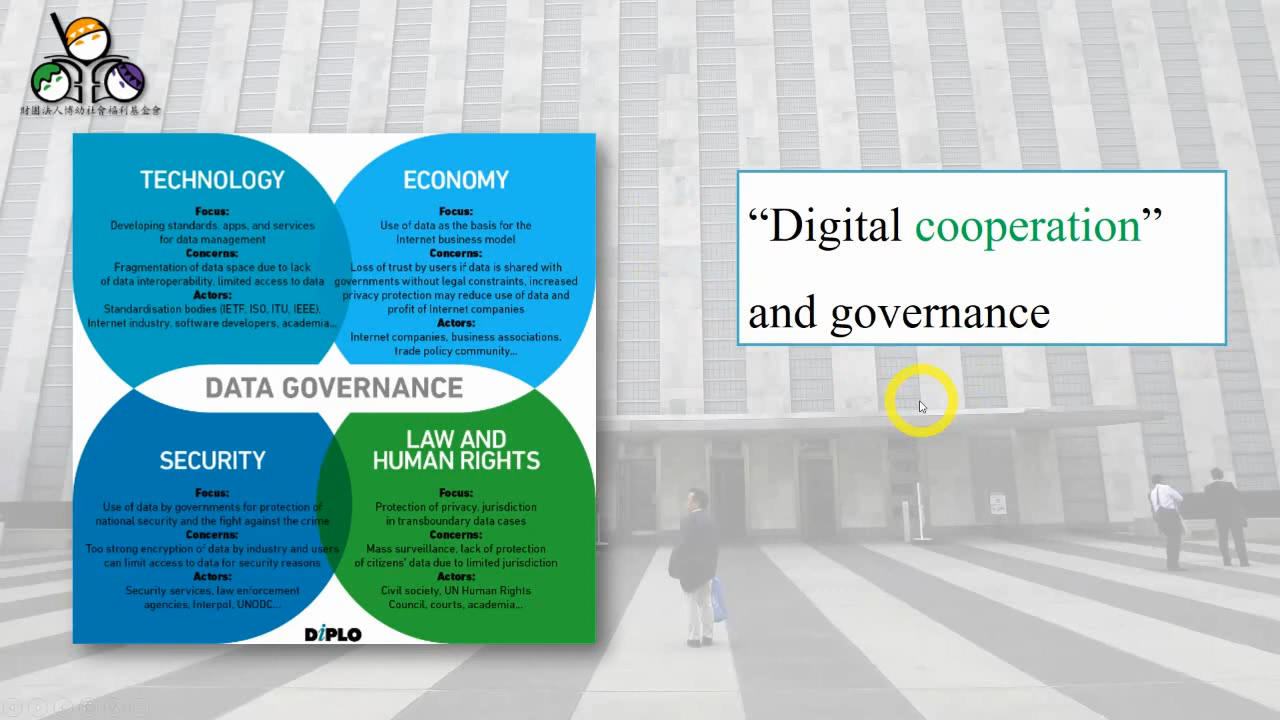 財團法人博幼社會福利基金會
TECHNOLOGY
Focus:
Developing standards, apps, and services
for data management
Concerns:
Fragmentation of data space due to lack
of data interoperability, limited access to data
Actors:
Standardisation bodies (IETF, ISO, ITU, IEEE),
Internet industry, software developers, academia...
ECONOMY
Focus:
Use of data as the basis for the
Internet business model
Concerns:
Loss of trust by users if data is shared with
governments without legal constraints, increased
privacy protection may reduce use of data and
profit of Internet companies
Actors:
Internet companies, business associations,
trade policy community...
DATA GOVERNANCE
SECURITY
Focus:
Use of data by governments for protection of
national security and the fight against the crime
Concerns:
Too strong encryption of data by industry and users
can limit access to data for security reasons
Actors:
Security services, law enforcement
agencies, Interpol, UNODC...
LAW AND
HUMAN RIGHTS
Focus:
Protection of privacy, jurisdiction
in transboundary data cases
Concerns:
Mass surveillance, lack of protection
of citizens' data due to limited jurisdiction
Actors:
Civil society, UN Human Rights
Council, courts, academia...
DiPLO
“Digital cooperation”
and governance